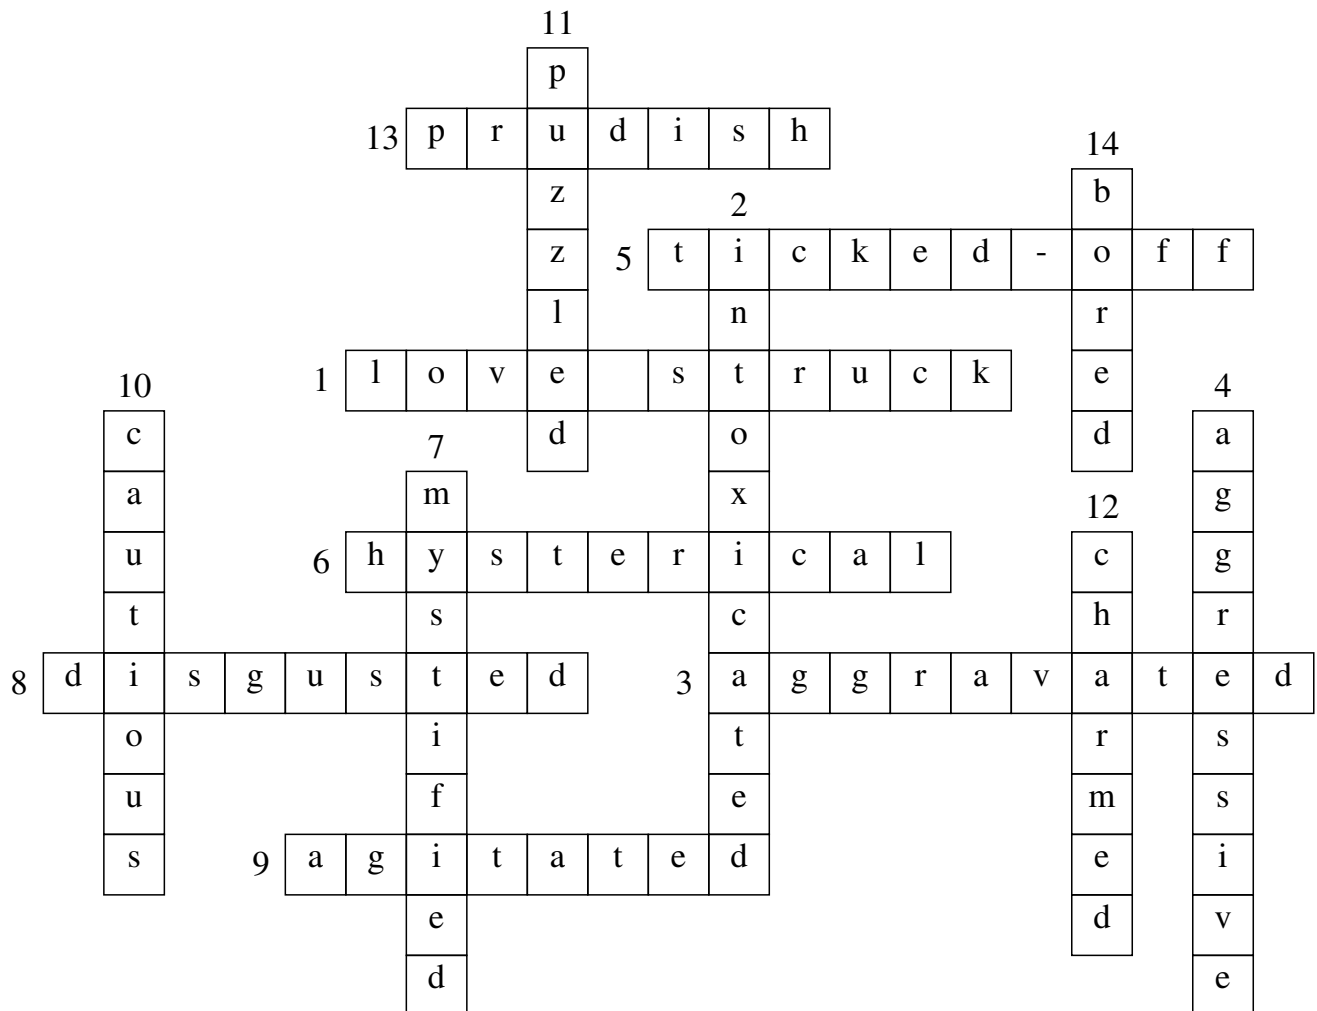 11 puzzled
13 prudish
14 bored
2 intoxicated
5 ticked-off
1 love struck
10 cautious
4 aggressive
7 mystified
12 charmed
6 hysterical
8 disgusted
3 aggravated
9 agitated